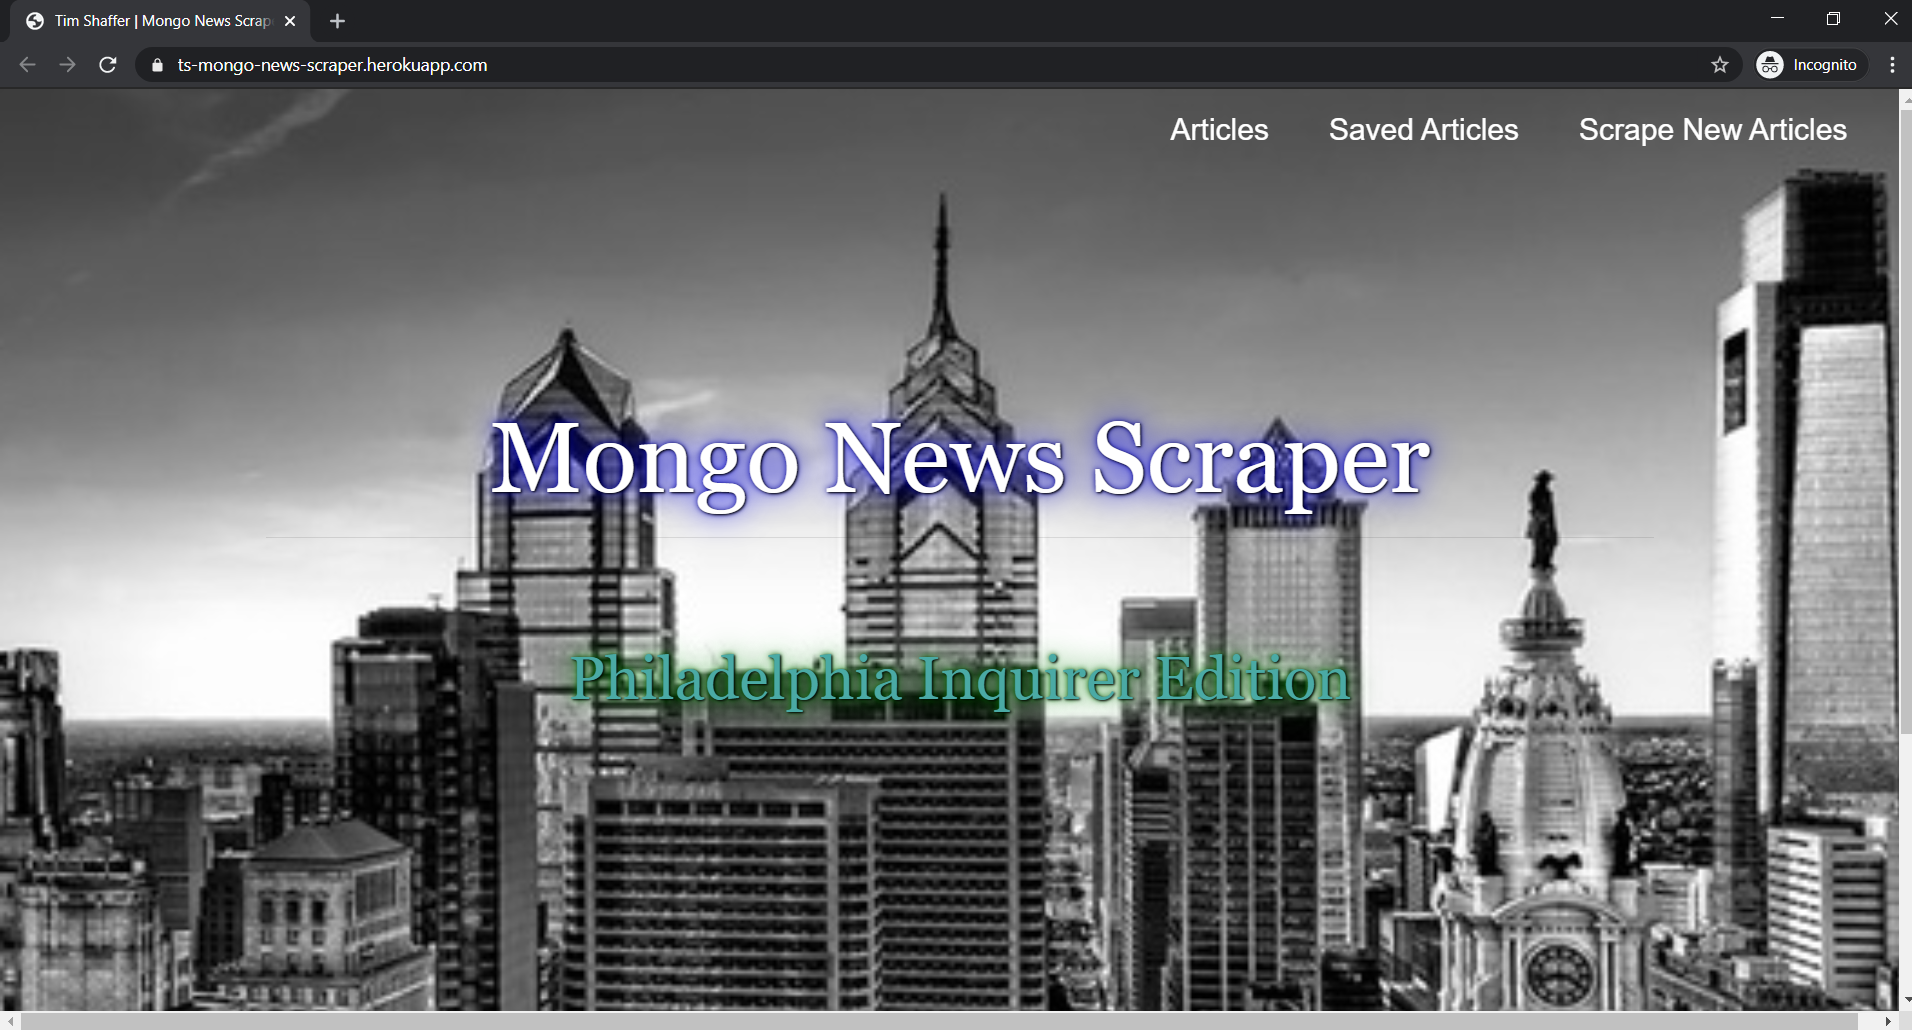 Tim Shaffer | Mongo News Scrap
ts-mongo-news-scraper.herokuapp.com
Incognito
Articles Saved Articles Scrape New Articles
Mongo News Scraper
Philadelphia Inquirer Edition